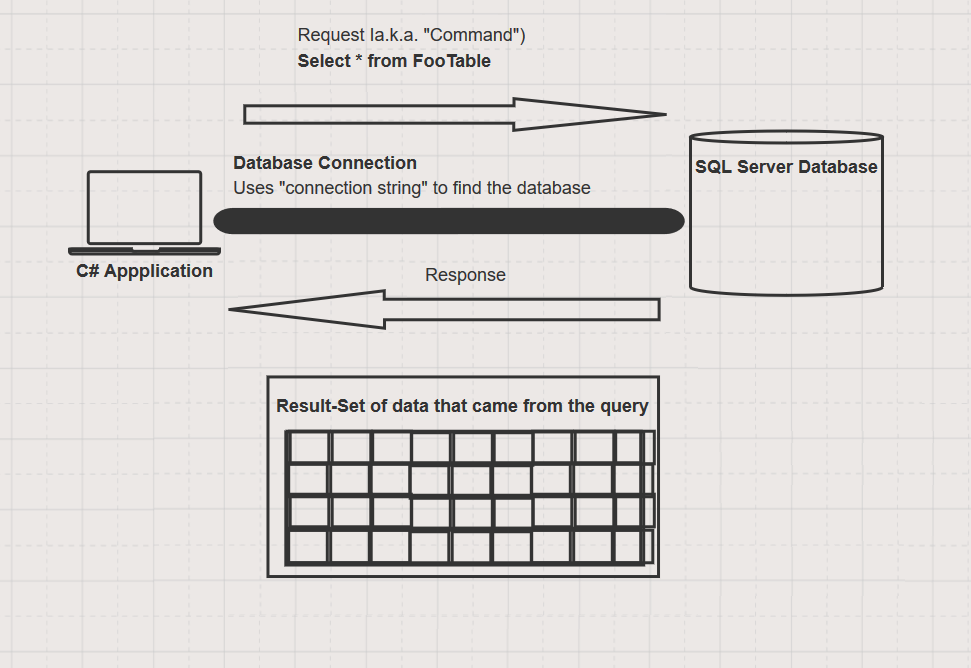 Request la.k.a. "Command")
Select * from FooTable
Database Connection
Uses "connection string" to find the database
SQL Server Database
C# Appplication
Response
Result-Set of data that came from the query